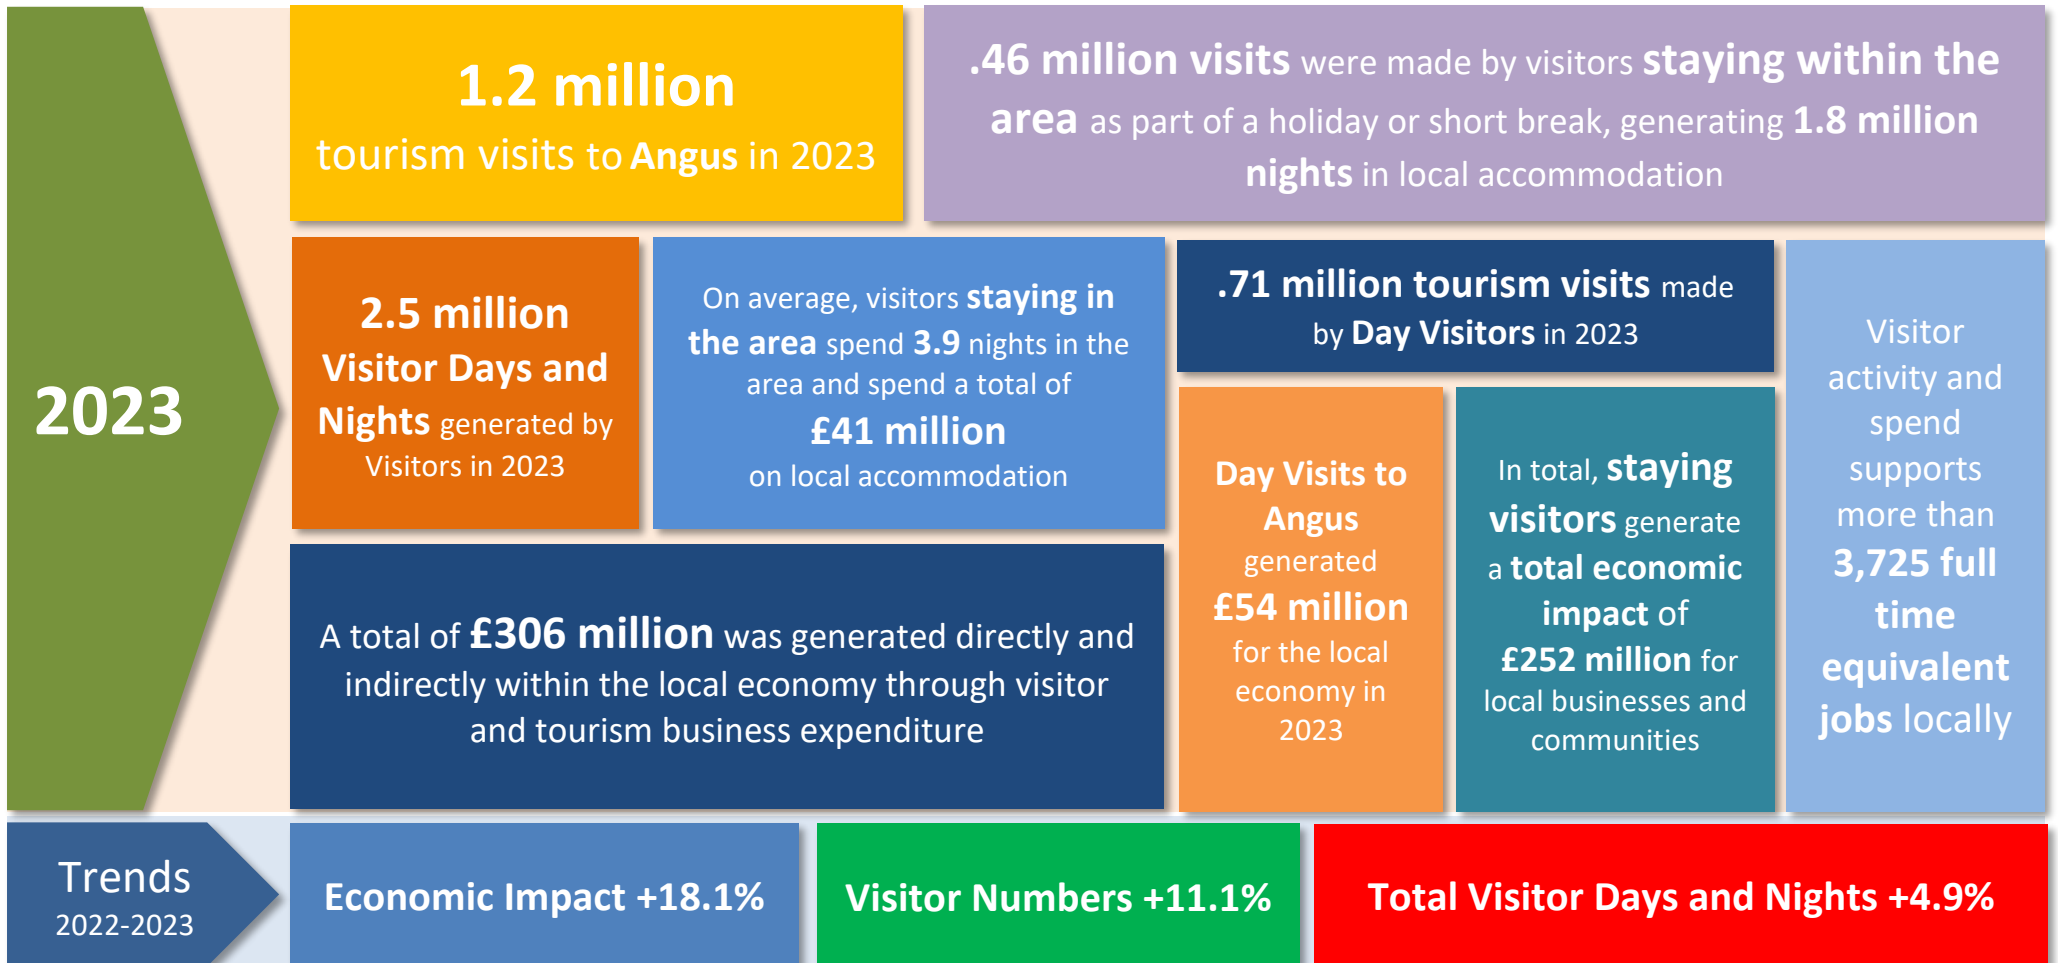 2023
1.2 million
tourism visits to Angus in 2023
.46 million visits were made by visitors staying within the
area as part of a holiday or short break, generating 1.8 million
nights in local accommodation
2.5 million
Visitor Days and
Nights generated by
Visitors in 2023
On average, visitors staying in
the area spend 3.9 nights in the
area and spend a total of
£41 million
on local accommodation
.71 million tourism visits made
by Day Visitors in 2023
Visitor
activity and
spend
supports
more than
3,725 full
time
equivalent
jobs locally
A total of £306 million was generated directly and
indirectly within the local economy through visitor
and tourism business expenditure
Day Visits to
Angus
generated
£54 million
for the local
economy in
2023
In total, staying
visitors generate
a total economic
impact of
£252 million for
local businesses and
communities
Trends
2022-2023
Economic Impact +18.1%
Visitor Numbers +11.1%
Total Visitor Days and Nights +4.9%